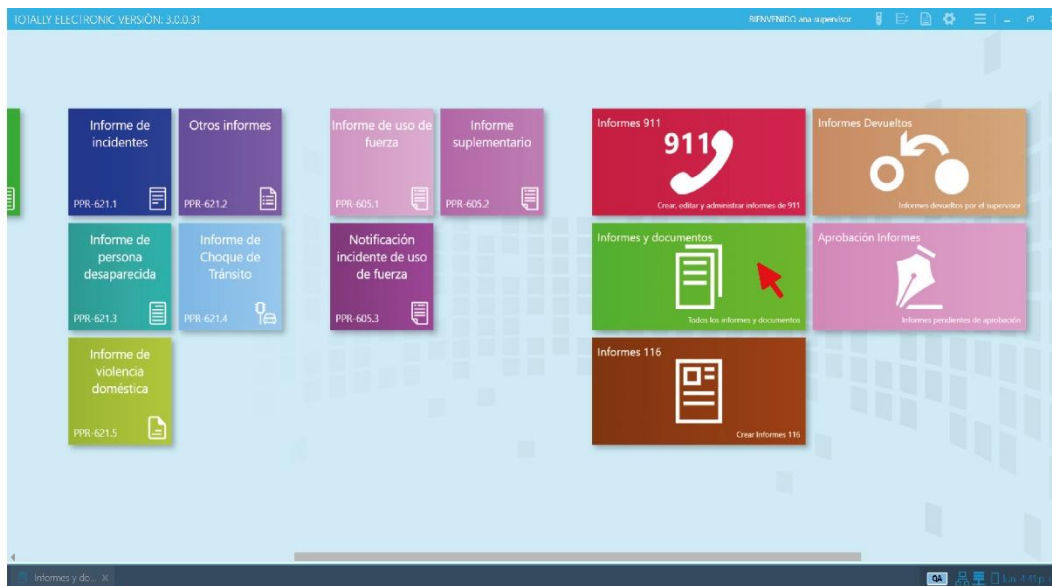 TOTALLY ELECTRONIC VERSIÓN: 3.0.0.31
BIENVENIDO ana supervisor
Informe de
incidentes
PPR-621.1
Otros informes
PPR-621.2
Informe de uso de
fuerza
PPR-605.1
Informe
suplementario
PPR-605.2
Informes 911
911
Crear, editar y administrar informes de 911
Informes Devueltos
Informes devueltos por el supervisor
Informe de
persona
desaparecida
PPR-621.3
Informe de
Choque de
Tránsito
PPR-621.4
Notificación
incidente de uso
de fuerza
PPR-605.3
Informes y documentos
Todos los informes y documentos
Aprobación Informes
Informes pendientes de aprobación
Informe de
violencia
doméstica
PPR-621.5
Informes 116
Crear Informes 116
Informes y do... X
QA